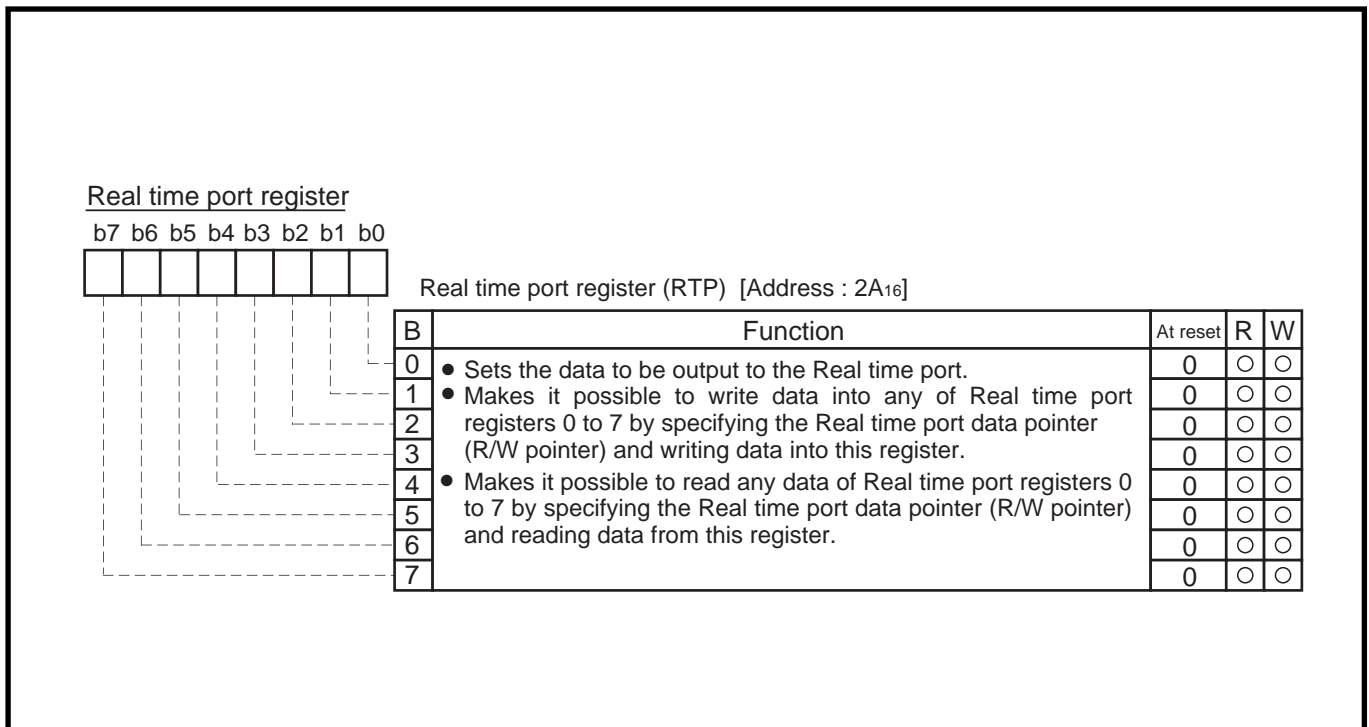 Real time port register
b7 b6 b5 b4 b3 b2 b1 b0
Real time port register (RTP) [Address : 2A16]
B Function At reset R W
0 ● Sets the data to be output to the Real time port. 0 ○ ○
1 ● Makes it possible to write data into any of Real time port 0 ○ ○
2 registers 0 to 7 by specifying the Real time port data pointer 0 ○ ○
3 (R/W pointer) and writing data into this register. 0 ○ ○
4 ● Makes it possible to read any data of Real time port registers 0 0 ○ ○
5 to 7 by specifying the Real time port data pointer (R/W pointer) 0 ○ ○
6 and reading data from this register. 0 ○ ○
7 0 ○ ○